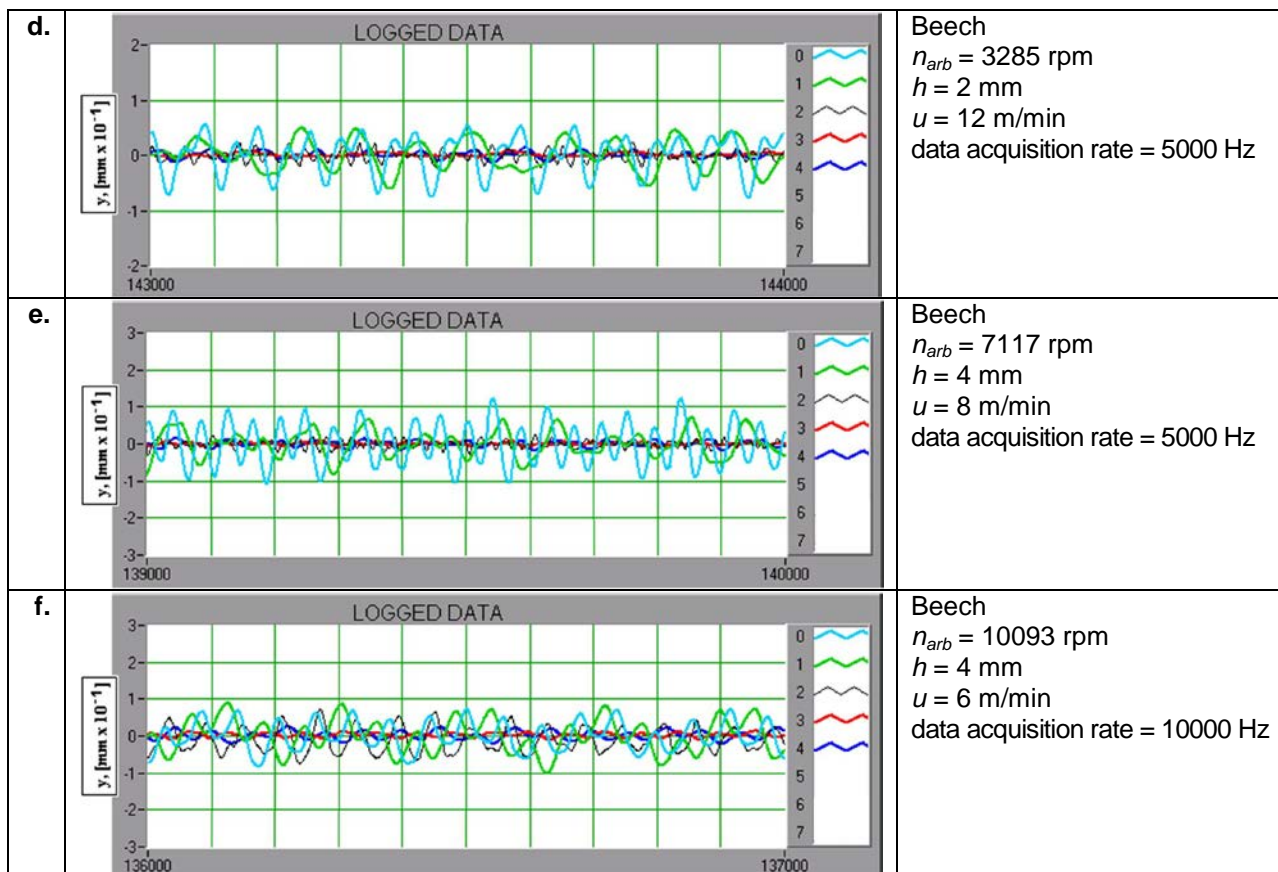 d.
LOGGED DATA
y, [mm x 10⁻¹]
2
1
0
-1
-2
143000
144000
0
1
2
3
4
5
6
7
Beech
nₐᵣb = 3285 rpm
h = 2 mm
u = 12 m/min
data acquisition rate = 5000 Hz
e.
LOGGED DATA
y, [mm x 10⁻¹]
3
2
1
0
-1
-2
-3
139000
140000
0
1
2
3
4
5
6
7
Beech
nₐᵣb = 7117 rpm
h = 4 mm
u = 8 m/min
data acquisition rate = 5000 Hz
f.
LOGGED DATA
y, [mm x 10⁻¹]
3
2
1
0
-1
-2
-3
136000
137000
0
1
2
3
4
5
6
7
Beech
nₐᵣb = 10093 rpm
h = 4 mm
u = 6 m/min
data acquisition rate = 10000 Hz